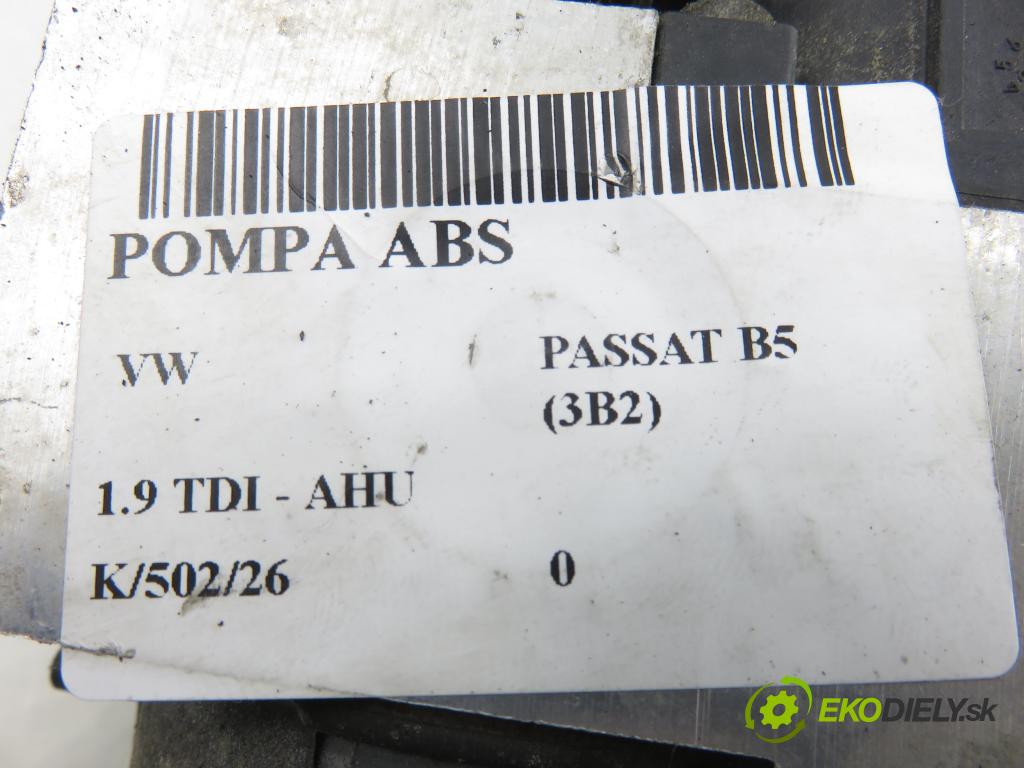 POMPA ABS
VW
PASSAT B5
(3B2)
1.9 TDI - AHU
K/502/26
0
EKODIELY.sk